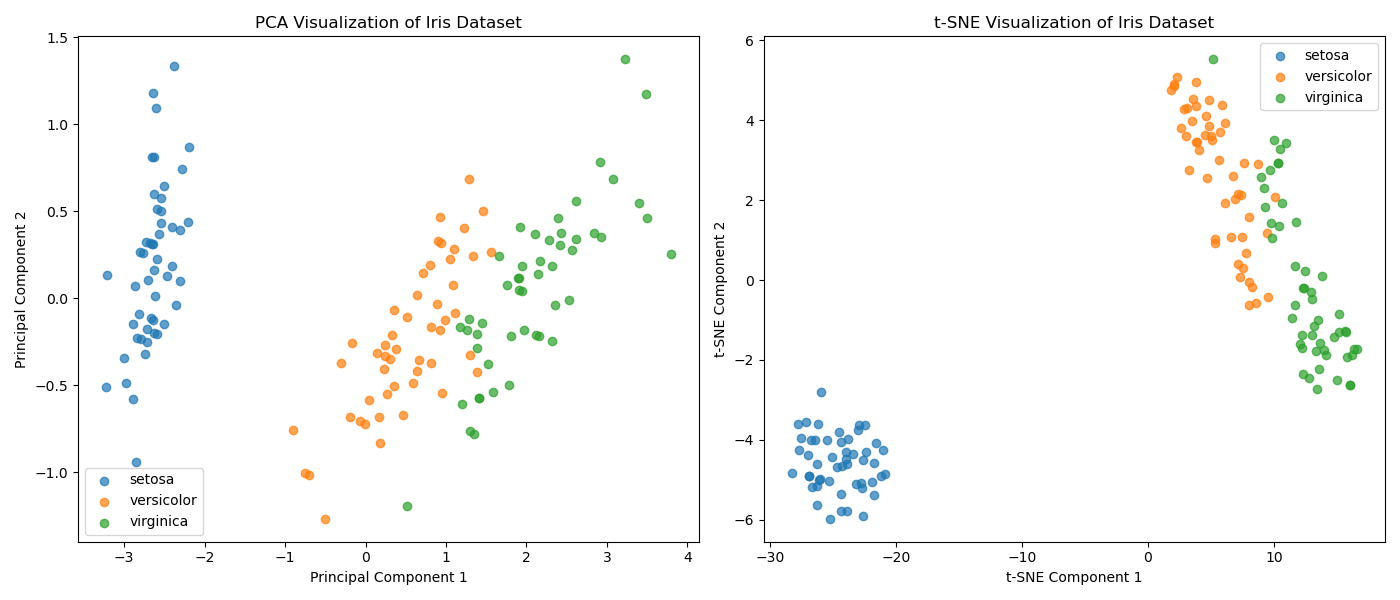 PCA Visualization of Iris Dataset
1.5
1.0
0.5
0.0
−0.5
−1.0
Principal Component 2
setosa
versicolor
virginica
−3
−2
−1
0
1
2
3
4
Principal Component 1
t-SNE Visualization of Iris Dataset
6
4
2
0
−2
−4
−6
t-SNE Component 2
setosa
versicolor
virginica
−30
−20
−10
0
10
t-SNE Component 1